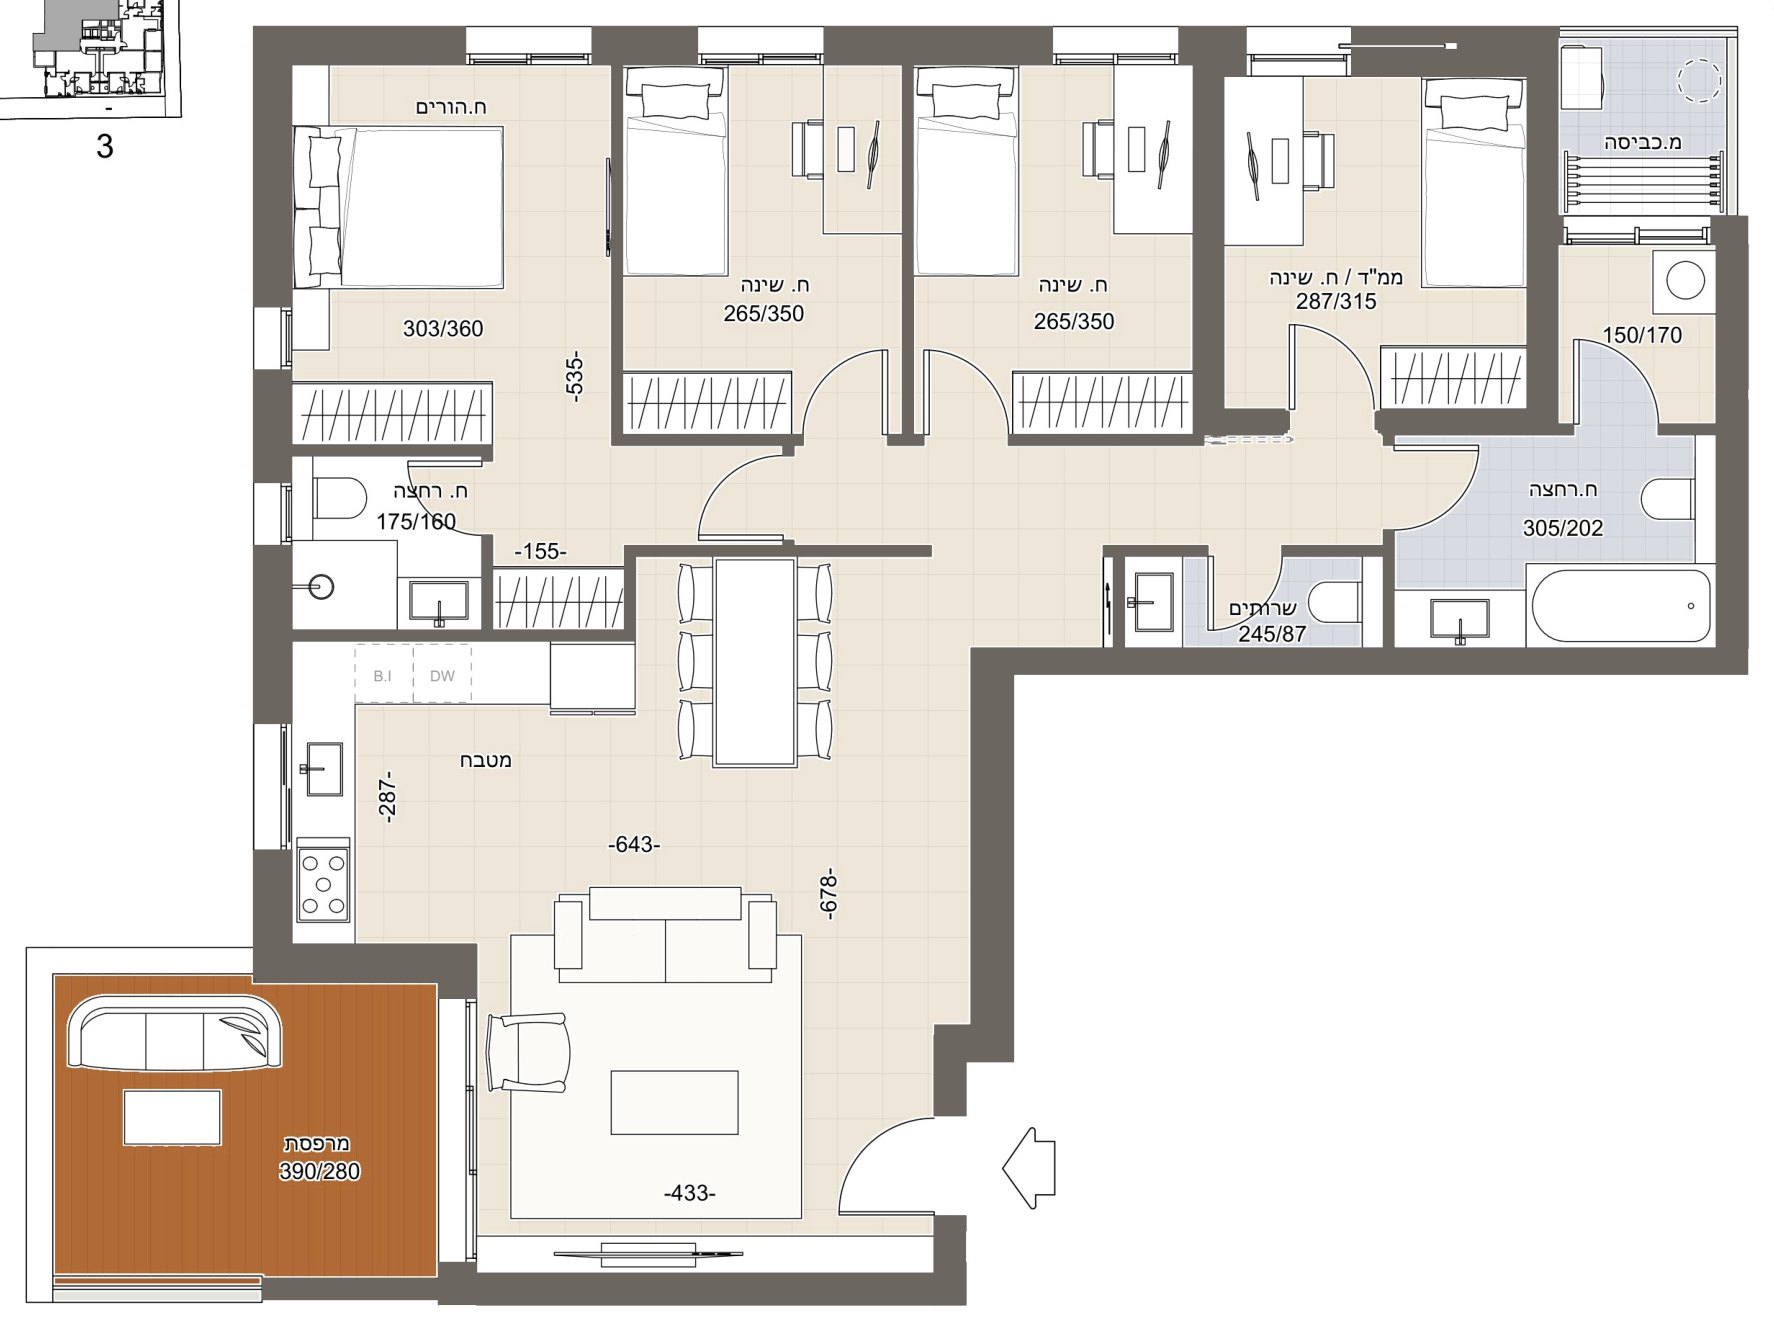 3
ח.הורים
303/360
-535-
ח. שינה
265/350
ח. שינה
265/350
ממ"ד / ח. שינה
287/315
מ.כביסה
150/170
ח. רחצה
175/160
-155-
ח.רחצה
305/202
שרותים
245/87
B.I
DW
מטבח
-287-
-643-
-678-
מרפסת
390/280
-433-